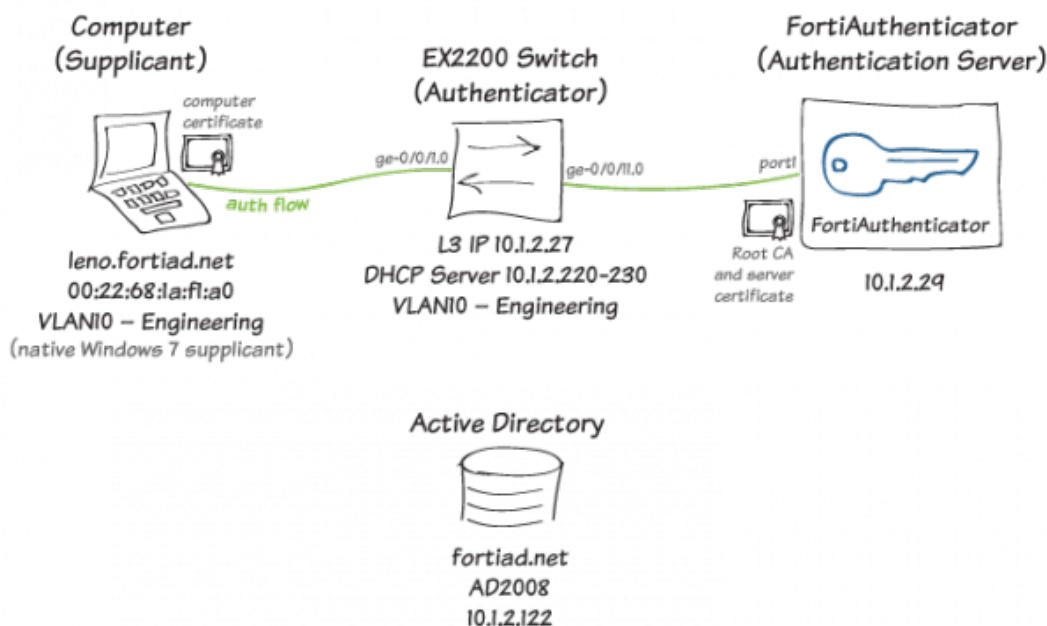 Computer
(Supplicant)
computer
certificate
auth flow
leno.fortiad.net
00:22:68:1a:f1:a0
VLAN10 – Engineering
(native Windows 7 supplicant)
EX2200 Switch
(Authenticator)
ge-0/0/1.0
ge-0/0/11.0
L3 IP 10.1.2.27
DHCP Server 10.1.2.220-230
VLAN10 – Engineering
FortiAuthenticator
(Authentication Server)
port1
FortiAuthenticator
Root CA
and server
certificate
10.1.2.29
Active Directory
fortiad.net
AD2008
10.1.2.122